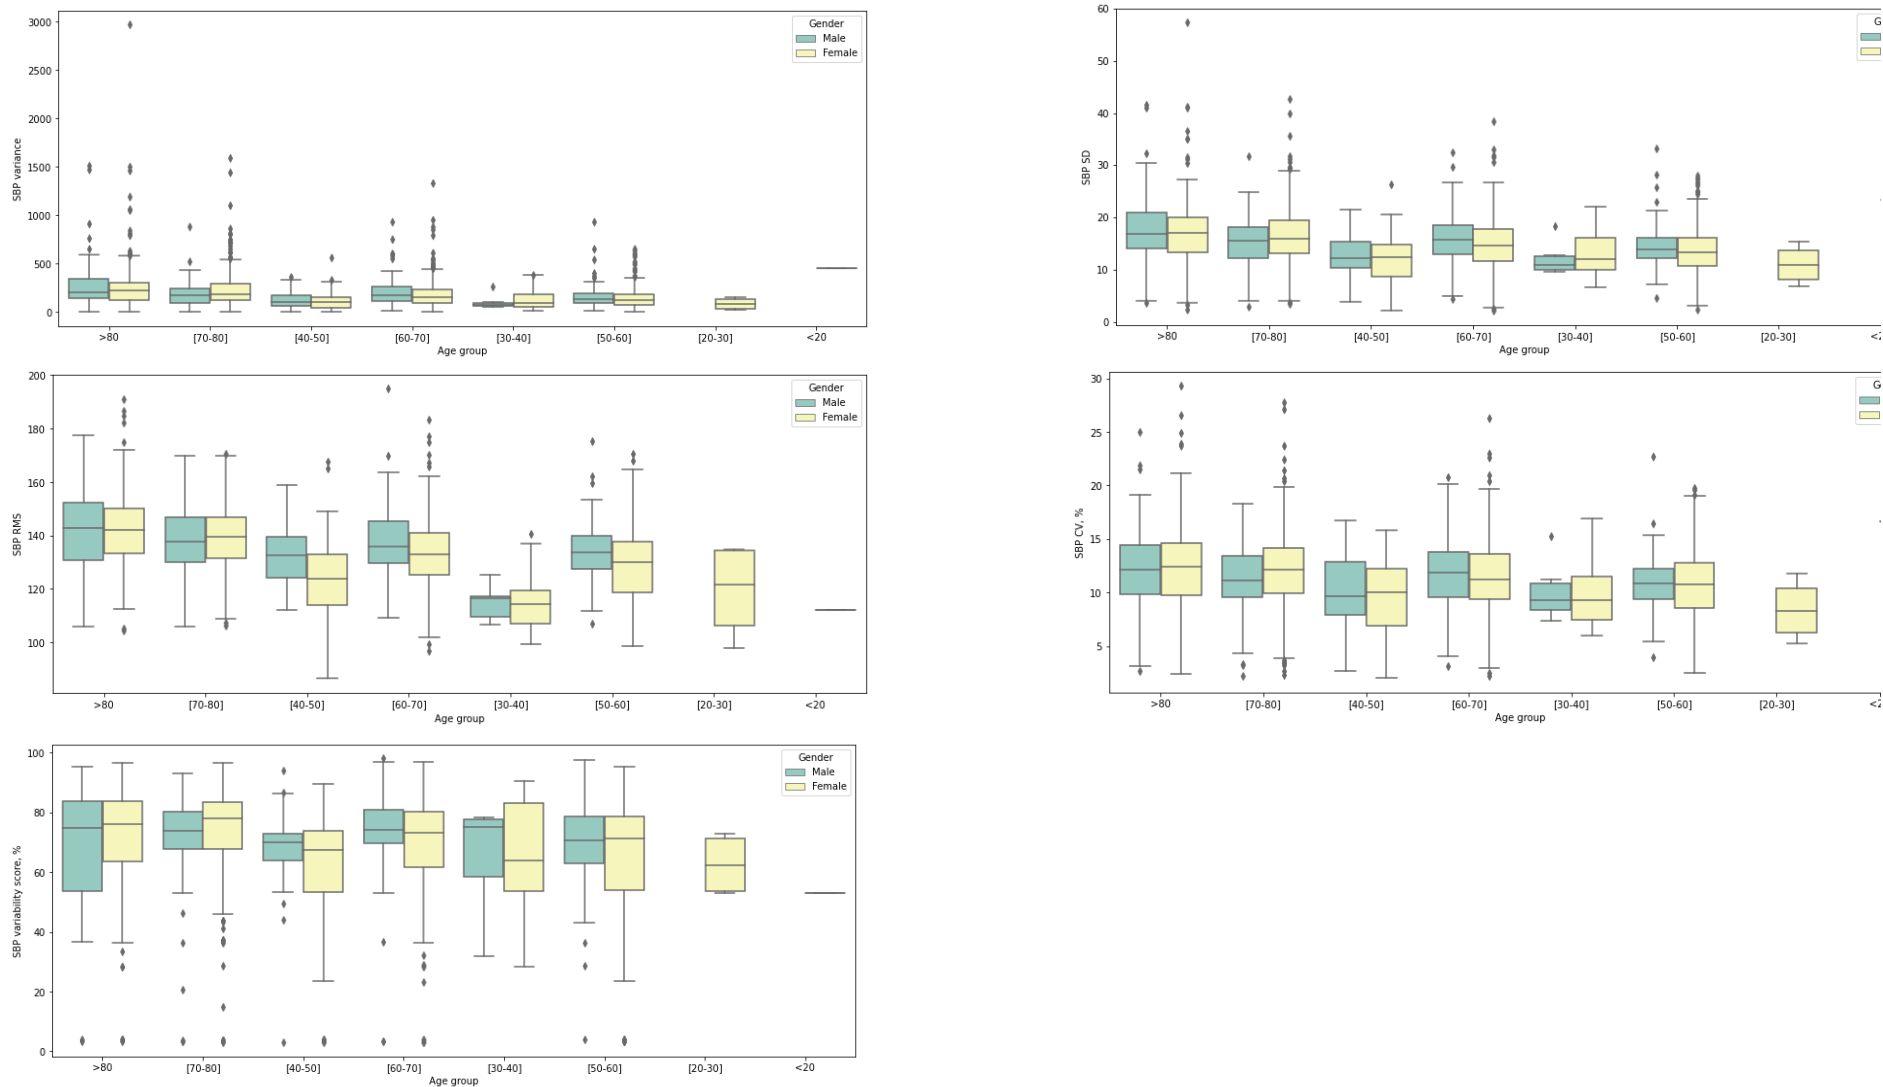 3000
2500
2000
1500
1000
500
0
SBP variance
Gender
Male
Female
>80 [70-80] [40-50] [60-70] [30-40] [50-60] [20-30] <20
Age group
60
50
40
30
20
10
0
SBP SD
>80 [70-80] [40-50] [60-70] [30-40] [50-60] [20-30]
Age group
200
180
160
140
120
100
SBP RMS
Gender
Male
Female
>80 [70-80] [40-50] [60-70] [30-40] [50-60] [20-30] <20
Age group
30
25
20
15
10
5
SBP CV, %
>80 [70-80] [40-50] [60-70] [30-40] [50-60] [20-30]
Age group
100
80
60
40
20
0
SBP variability score, %
Gender
Male
Female
>80 [70-80] [40-50] [60-70] [30-40] [50-60] [20-30] <20
Age group